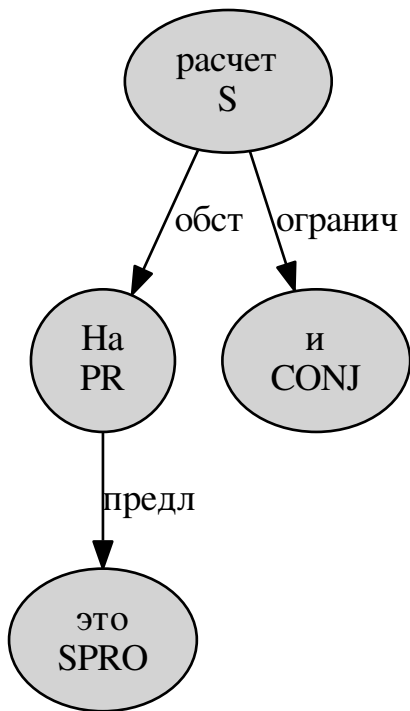 расчет
S
обст
огранич
На
PR
и
CONJ
предл
это
SPRO